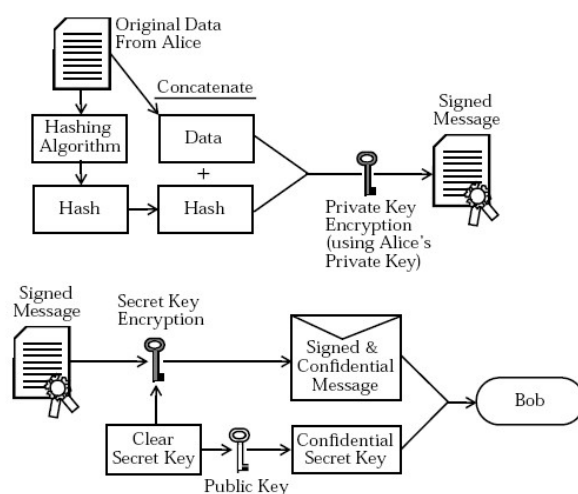 Original Data
From Alice
Concatenate
Signed
Message
Hashing
Algorithm
Data
+
Hash
Hash
Private Key
Encryption
(using Alice's
Private Key)
Signed
Message
Secret Key
Encryption
Signed &
Confidential
Message
Bob
Clear
Secret Key
Confidential
Secret Key
Public Key